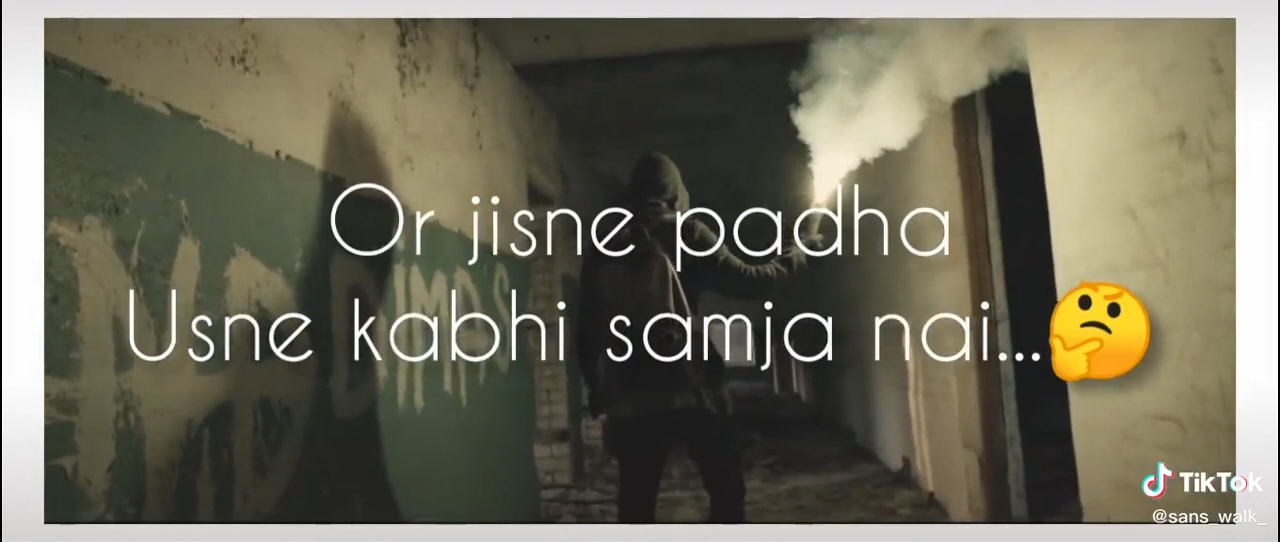 Or jisne padha
Usne kabhi samja nai...🤔
TikTok
@sans_walk_